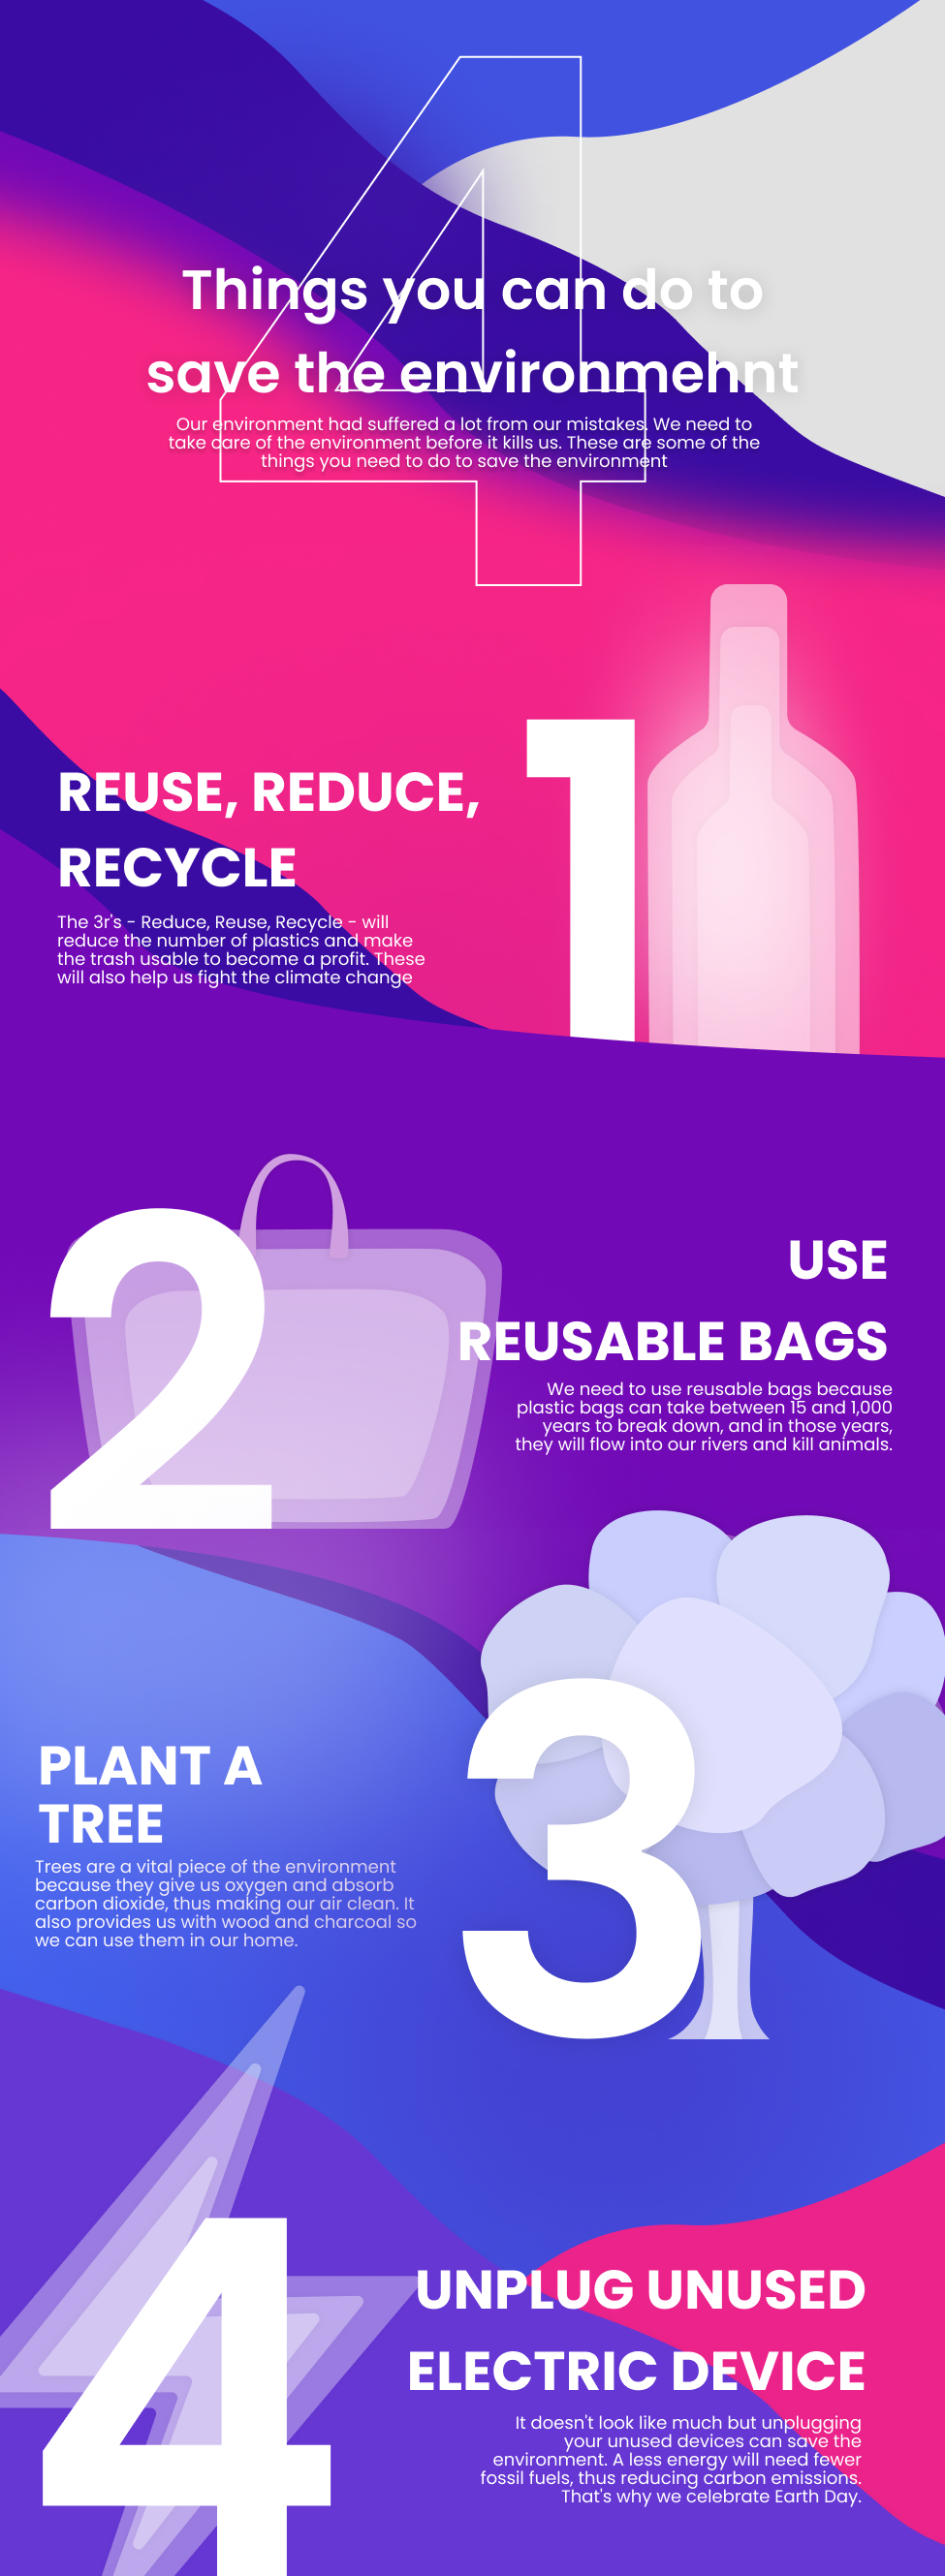 4
Things you can do to
save the environmehnt
Our environment had suffered a lot from our mistakes. We need to
take care of the environment before it kills us. These are some of the
things you need to do to save the environment
1
REUSE, REDUCE,
RECYCLE
The 3r's - Reduce, Reuse, Recycle - will
reduce the number of plastics and make
the trash usable to become a profit. These
will also help us fight the climate change
2
USE
REUSABLE BAGS
We need to use reusable bags because
plastic bags can take between 15 and 1,000
years to break down, and in those years,
they will flow into our rivers and kill animals.
3
PLANT A
TREE
Trees are a vital piece of the environment
because they give us oxygen and absorb
carbon dioxide, thus making our air clean. It
also provides us with wood and charcoal so
we can use them in our home.
4
UNPLUG UNUSED
ELECTRIC DEVICE
It doesn't look like much but unplugging
your unused devices can save the
environment. A less energy will need fewer
fossil fuels, thus reducing carbon emissions.
That's why we celebrate Earth Day.